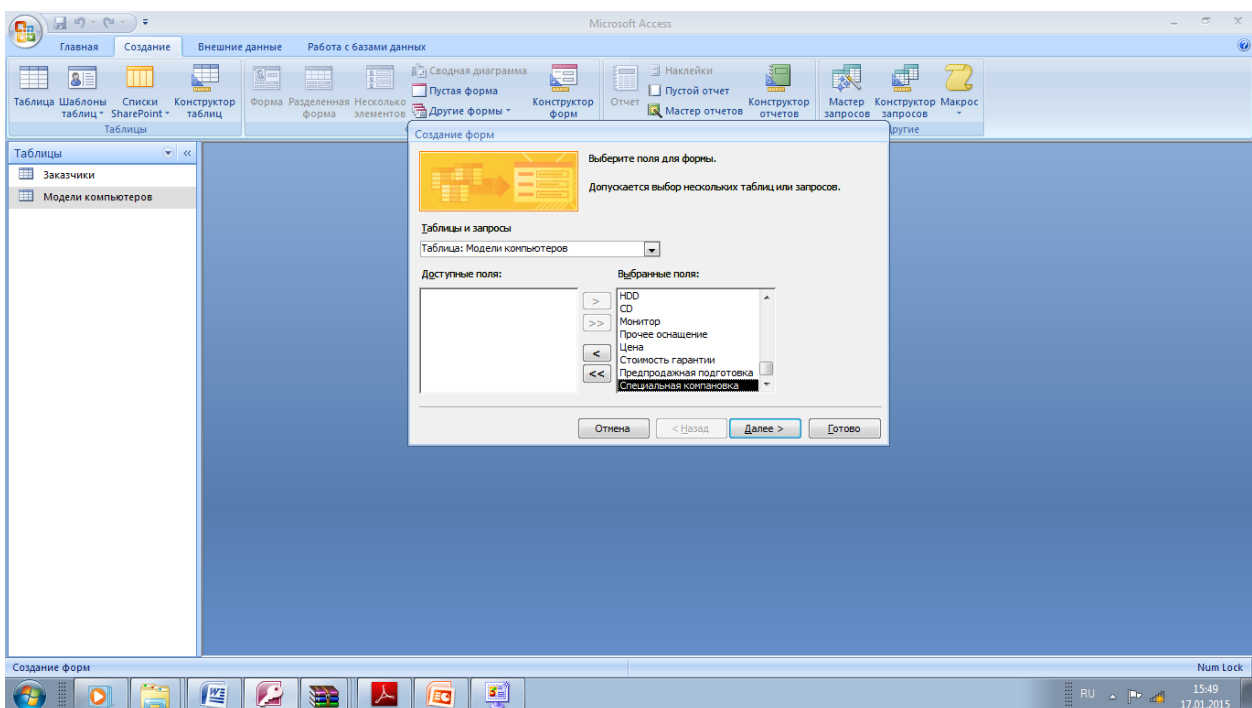 Microsoft Access
Главная Создание Внешние данные Работа с базами данных
Таблица
Шаблоны таблиц
Списки SharePoint
Конструктор таблиц
Таблицы
Форма
Разделенная форма
Несколько элементов
Сводная диаграмма
Пустая форма
Другие формы
Конструктор форм
Отчет
Наклейки
Пустой отчет
Мастер отчетов
Конструктор отчетов
Мастер запросов
Конструктор запросов
Макрос
Другие
Таблицы
Заказчики
Модели компьютеров
Создание форм
Выберите поля для формы.
Допускается выбор нескольких таблиц или запросов.
Таблицы и запросы
Таблица: Модели компьютеров
Доступные поля:
Выбранные поля:
>
>>
<
<<
HDD
CD
Монитор
Прочее оснащение
Цена
Стоимость гарантии
Предпродажная подготовка
Специальная компановка
Отмена < Назад Далее > Готово
Создание форм
Num Lock
RU
15:49
17.01.2015